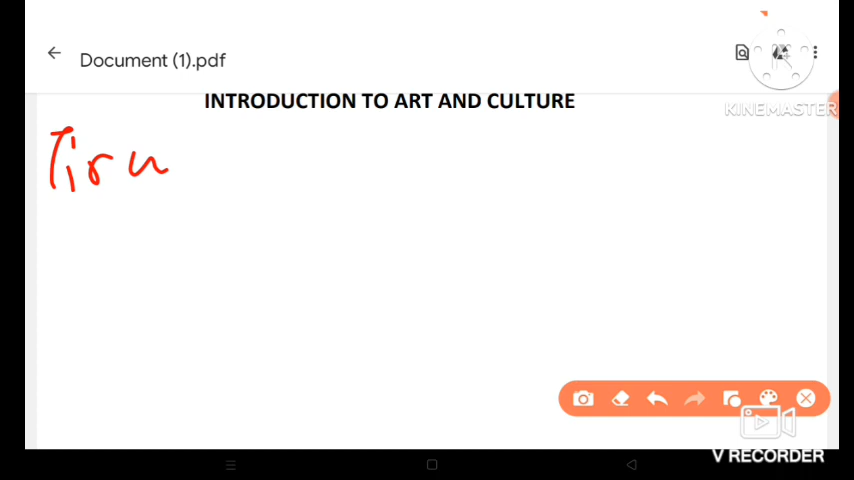 Document (1).pdf
KINEMASTER
INTRODUCTION TO ART AND CULTURE
Tiru
V RECORDER